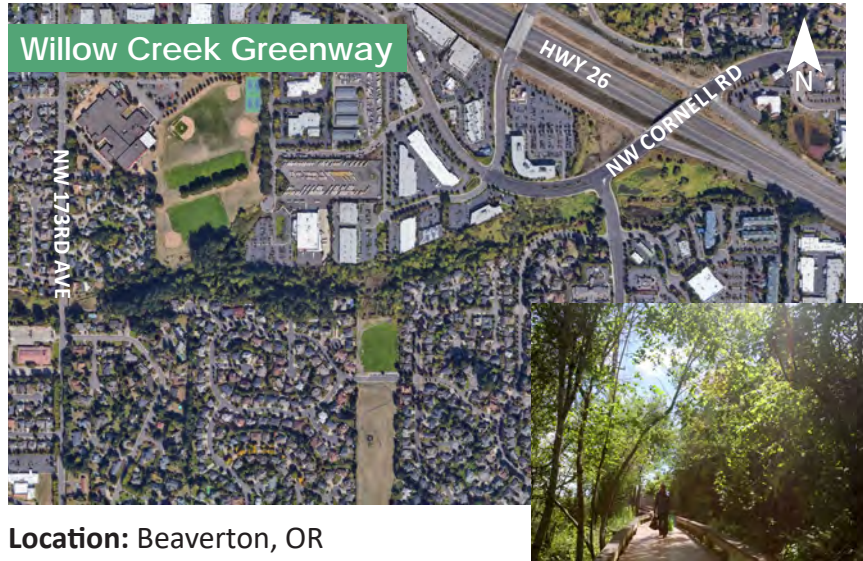 Willow Creek Greenway
HWY 26
NW CORNELL RD
N
NW 173RD AVE
Location: Beaverton, OR